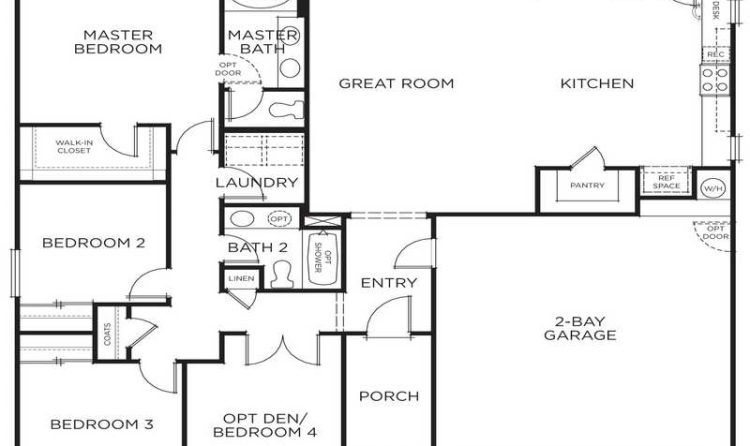 MASTER
BEDROOM
MASTER
BATH
OPT
DOOR
GREAT ROOM
KITCHEN
DESK
REC
WALK-IN
CLOSET
LAUNDRY
PANTRY
REF
SPACE
W/H
BEDROOM 2
BATH 2
OPT
OPT
SHOWER
LINEN
ENTRY
OPT
DOOR
COATS
2-BAY
GARAGE
PORCH
BEDROOM 3
OPT DEN/
BEDROOM 4